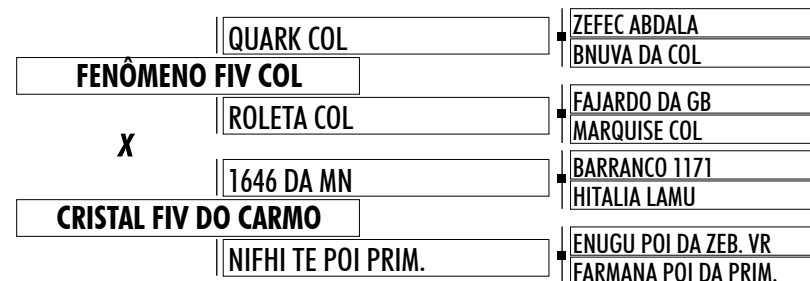 ZEFEC ABDALA
QUARK COL
BNUVA DA COL
FENÔMENO FIV COL
FAJARDO DA GB
ROLETA COL
MARQUISE COL
X
BARRANCO 1171
1646 DA MN
HITALIA LAMU
CRISTAL FIV DO CARMO
ENUGU POI DA ZEB. VR
NIFHI TE POI PRIM.
FARMANA POI DA PRIM.